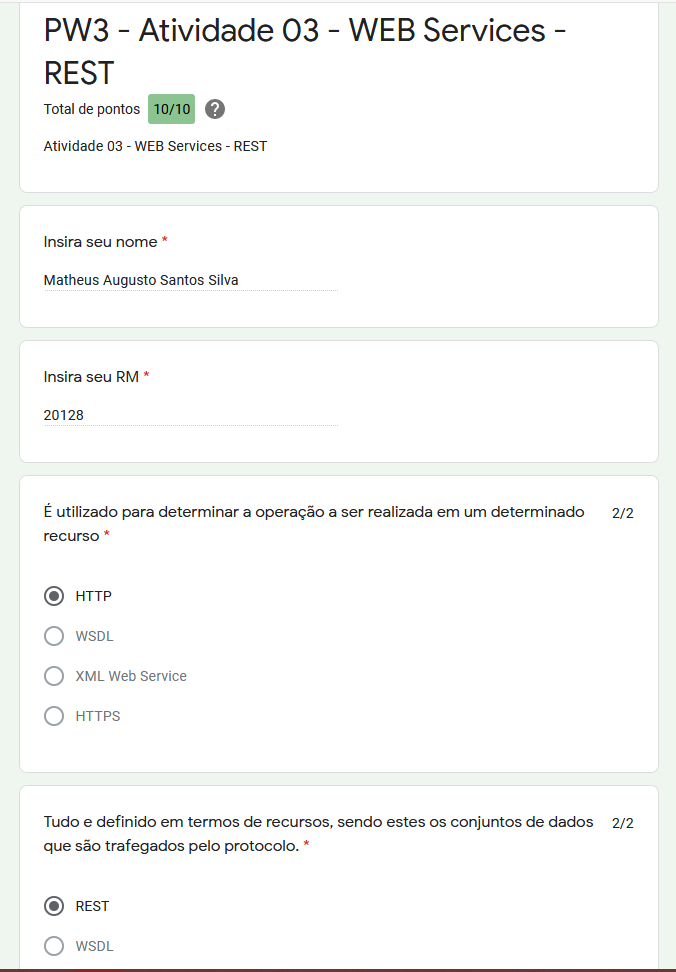 PW3 - Atividade 03 - WEB Services -
REST
Total de pontos 10/10 ?
Atividade 03 - WEB Services - REST
Insira seu nome *
Matheus Augusto Santos Silva
Insira seu RM *
20128
É utilizado para determinar a operação a ser realizada em um determinado 2/2
recurso *
HTTP
WSDL
XML Web Service
HTTPS
Tudo e definido em termos de recursos, sendo estes os conjuntos de dados 2/2
que são trafegados pelo protocolo. *
REST
WSDL